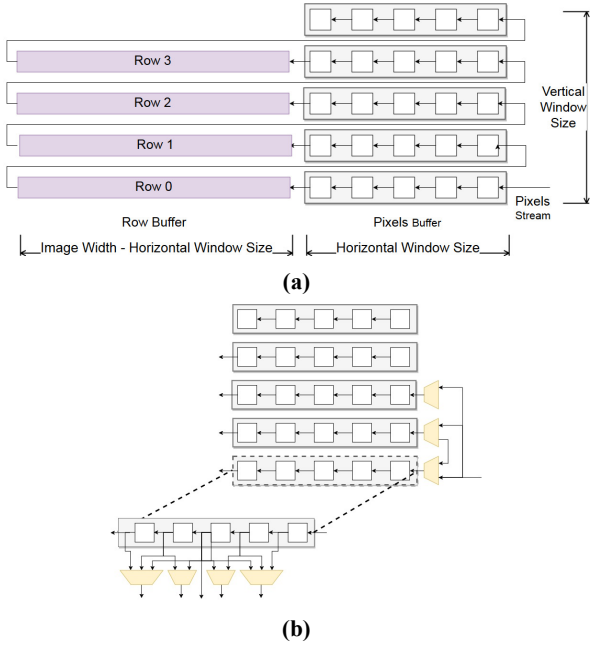 Row 3
Row 2
Row 1
Row 0
Vertical
Window
Size
Pixels
Stream
Row Buffer
Pixels Buffer
Image Width - Horizontal Window Size
Horizontal Window Size
(a)
(b)